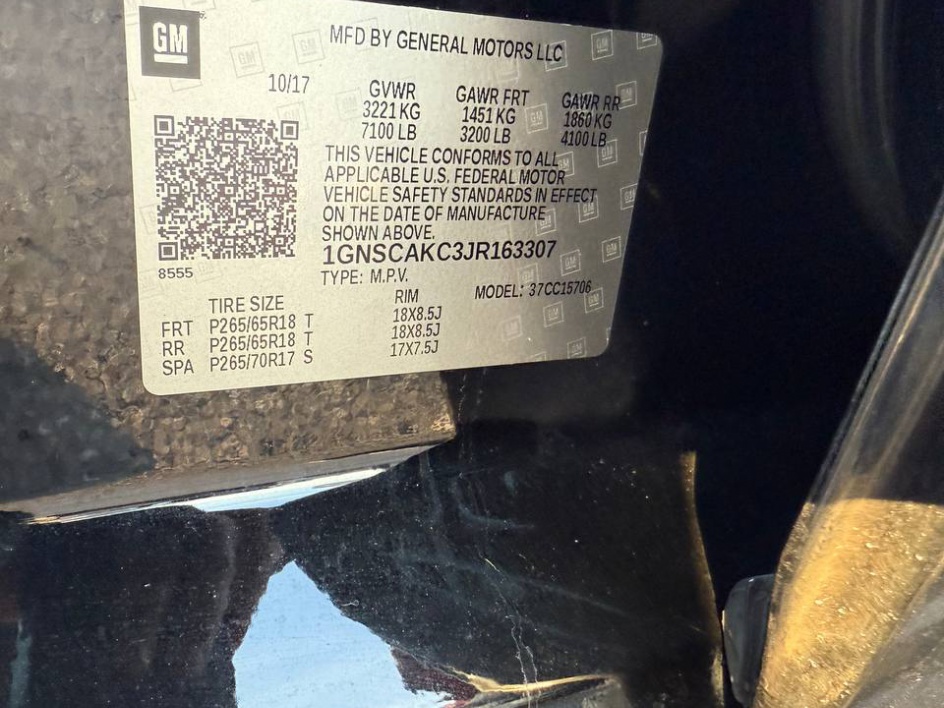 GM
MFD BY GENERAL MOTORS LLC
10/17
GVWR GAWR FRT GAWR RR
3221 KG 1451 KG 1860 KG
7100 LB 3200 LB 4100 LB
THIS VEHICLE CONFORMS TO ALL
APPLICABLE U.S. FEDERAL MOTOR
VEHICLE SAFETY STANDARDS IN EFFECT
ON THE DATE OF MANUFACTURE
SHOWN ABOVE.
1GNSCAKC3JR163307
8555
TYPE: M.P.V. MODEL: 37CC15706
TIRE SIZE RIM
FRT P265/65R18 T 18X8.5J
RR P265/65R18 T 18X8.5J
SPA P265/70R17 S 17X7.5J